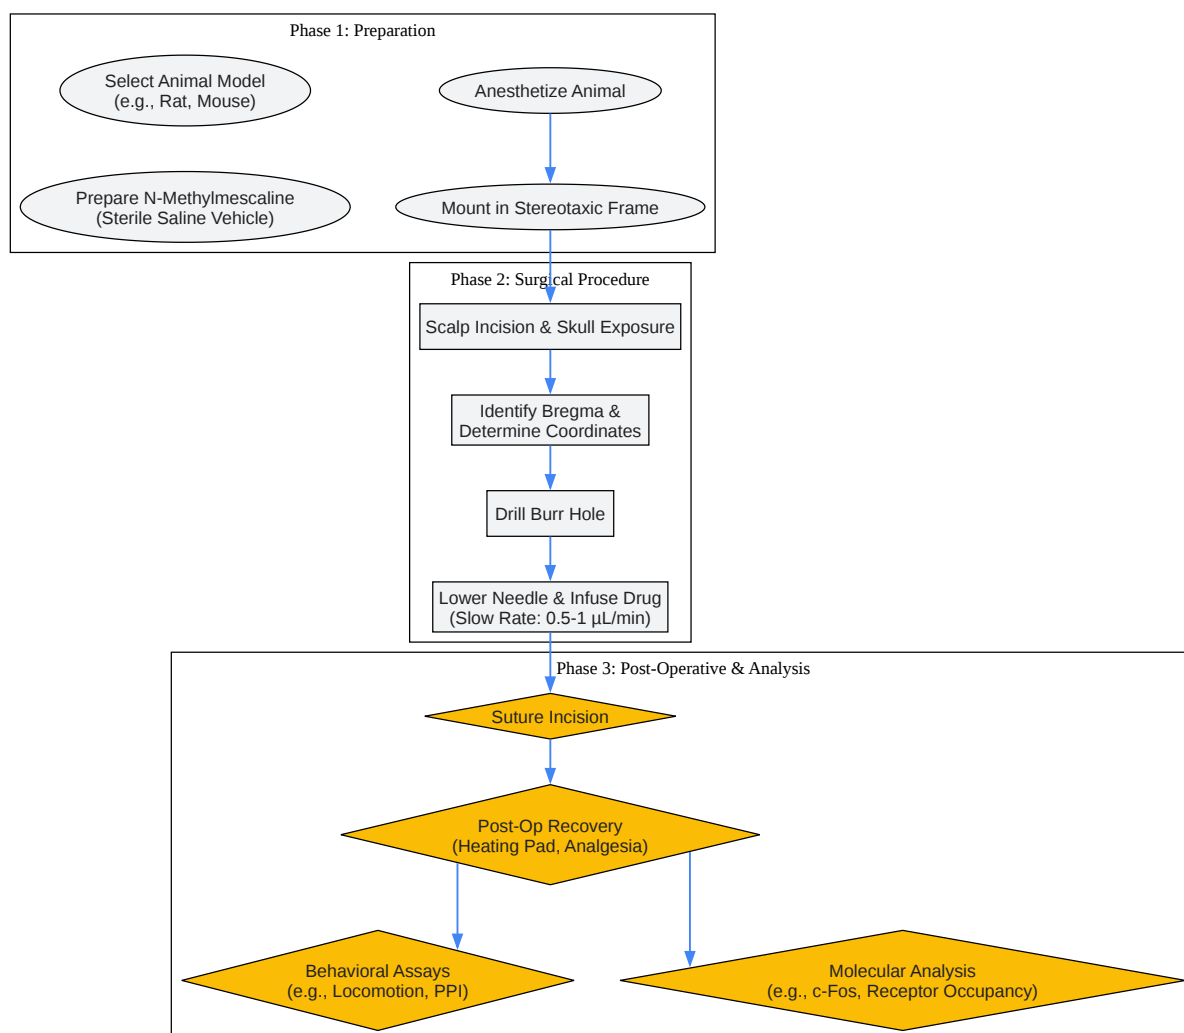 Phase 1: Preparation
Select Animal Model
(e.g., Rat, Mouse)
Anesthetize Animal
Prepare N-Methylmescaline
(Sterile Saline Vehicle)
Mount in Stereotaxic Frame
Phase 2: Surgical Procedure
Scalp Incision & Skull Exposure
Identify Bregma &
Determine Coordinates
Drill Burr Hole
Lower Needle & Infuse Drug
(Slow Rate: 0.5-1 µL/min)
Phase 3: Post-Operative & Analysis
Suture Incision
Post-Op Recovery
(Heating Pad, Analgesia)
Behavioral Assays
(e.g., Locomotion, PPI)
Molecular Analysis
(e.g., c-Fos, Receptor Occupancy)